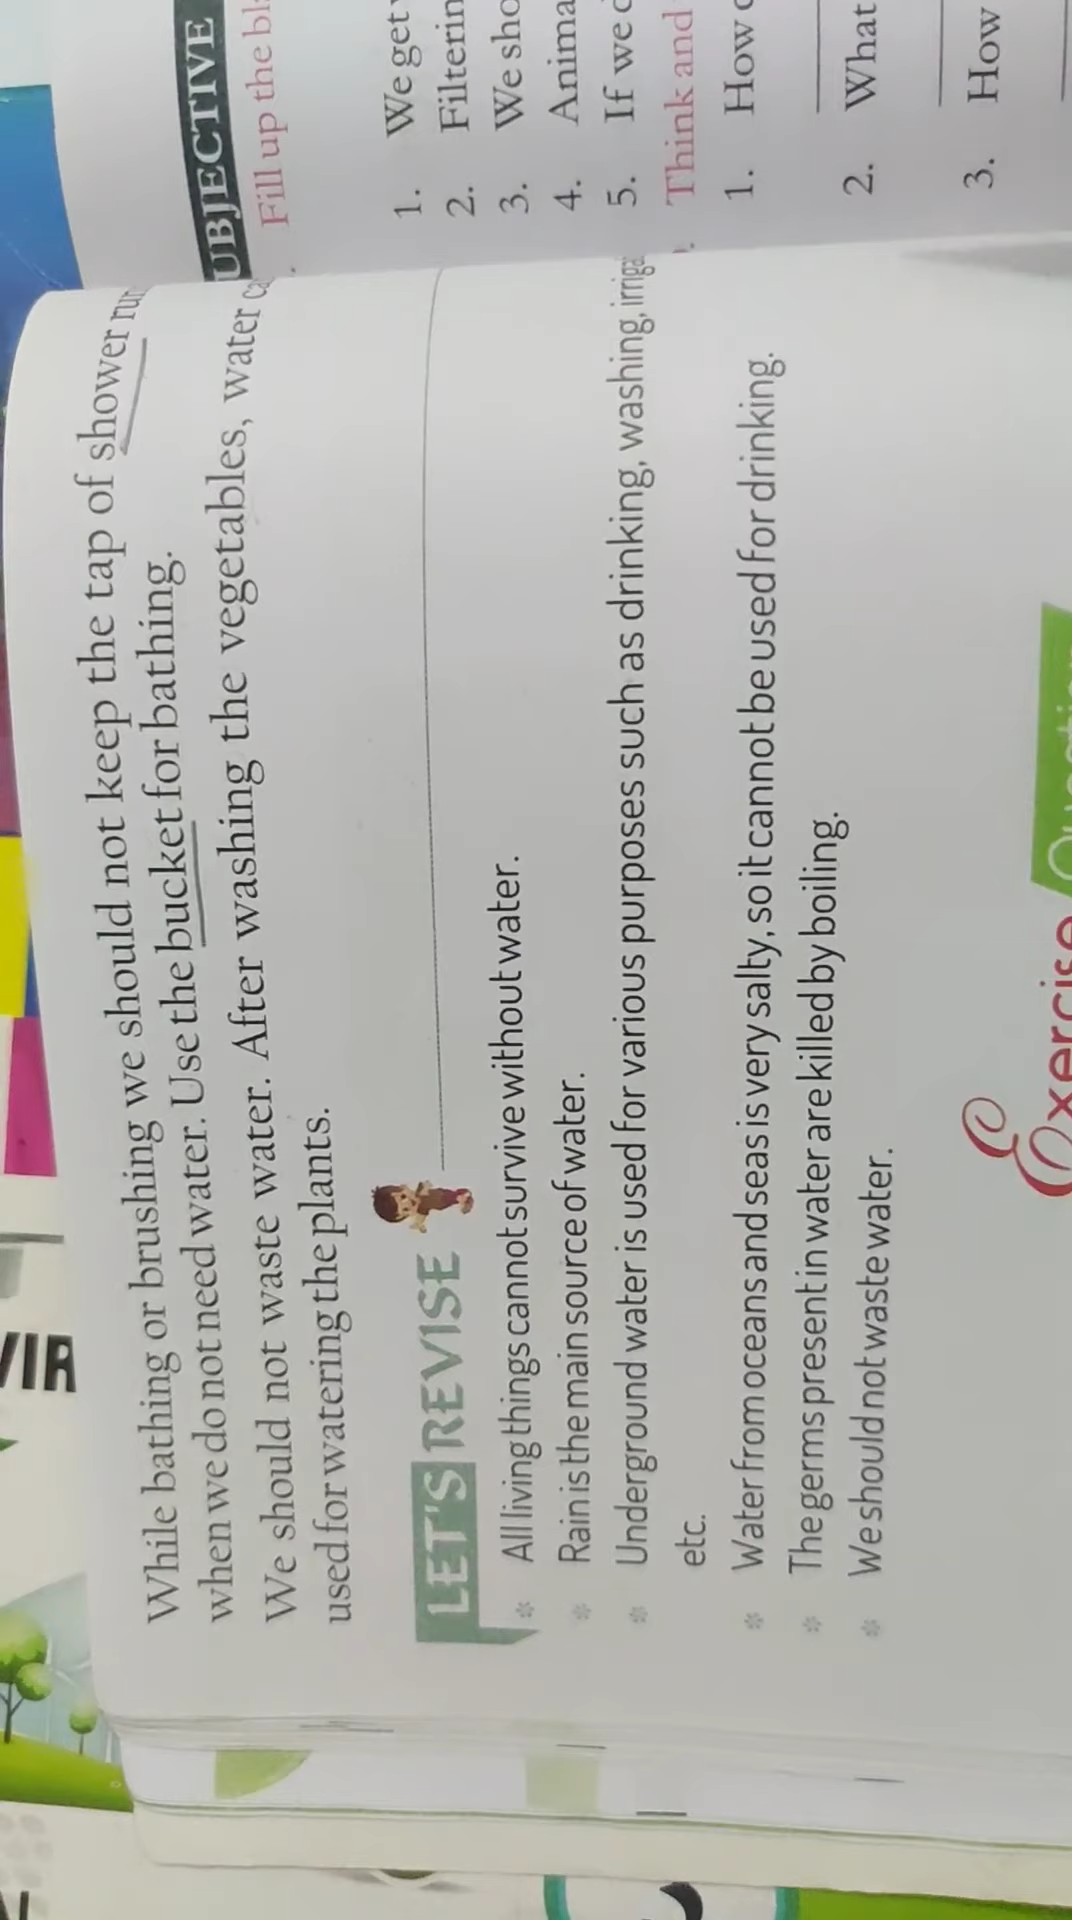 While bathing or brushing we should not keep the tap of shower
when we do not need water. Use the bucket for bathing.
We should not waste water. After washing the vegetables, water
used for watering the plants.
LET'S REVISE
* All living things cannot survive without water.
* Rain is the main source of water.
* Underground water is used for various purposes such as drinking, washing,
etc.
* Water from oceans and seas is very salty, so it cannot be used for drinking.
* The germs present in water are killed by boiling.
* We should not waste water.
Exercise
UBJECTIVE
Fill up the
1. We get
2.
3. We
4.
5. If we
Think and
1. How
2. What
3. How